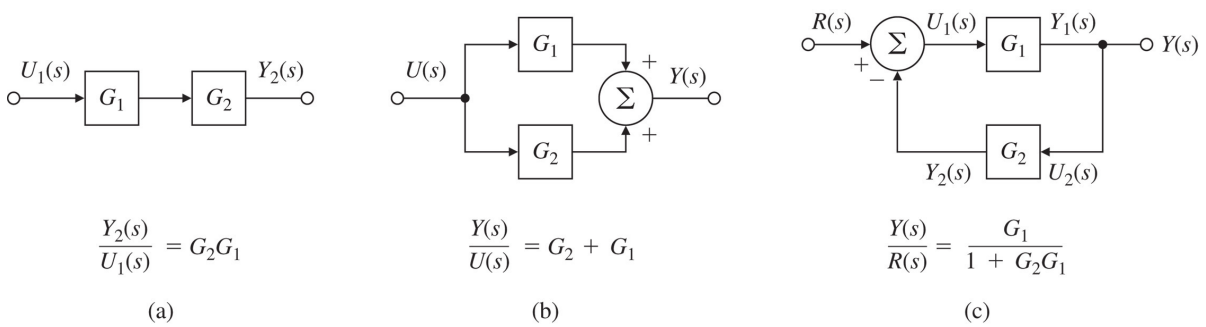 U₁(s) G₁ G₂ Y₂(s)
Y₂(s)/U₁(s) = G₂G₁
(a)
U(s) G₁ G₂ + Σ + Y(s)
Y(s)/U(s) = G₂ + G₁
(b)
R(s) + − Σ U₁(s) G₁ Y₁(s) Y(s)
Y₂(s) G₂ U₂(s)
Y(s)/R(s) = G₁/(1 + G₂G₁)
(c)